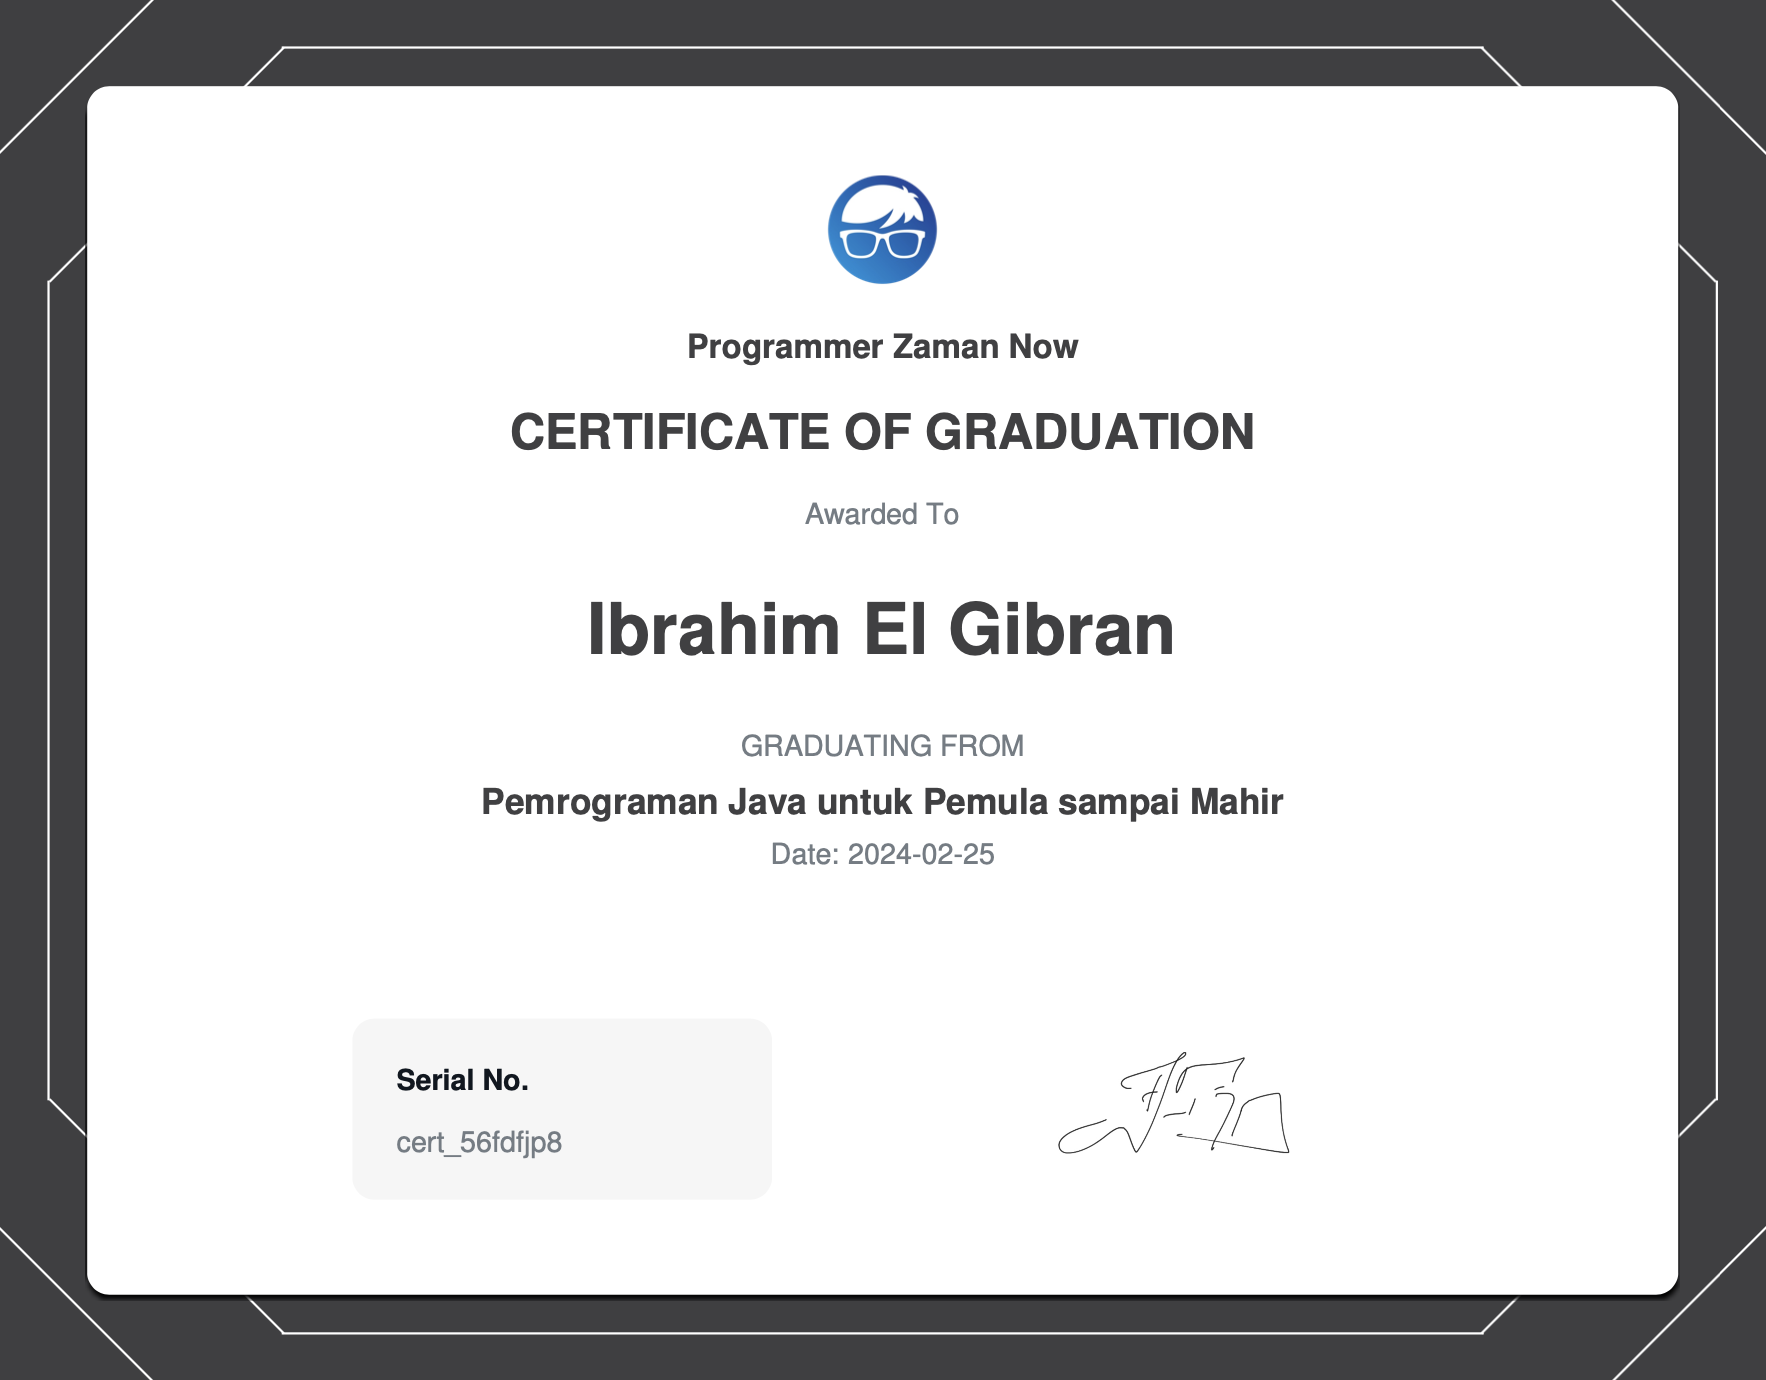 Programmer Zaman Now
CERTIFICATE OF GRADUATION
Awarded To
Ibrahim El Gibran
GRADUATING FROM
Pemrograman Java untuk Pemula sampai Mahir
Date: 2024-02-25
Serial No.
cert_56fdfjp8